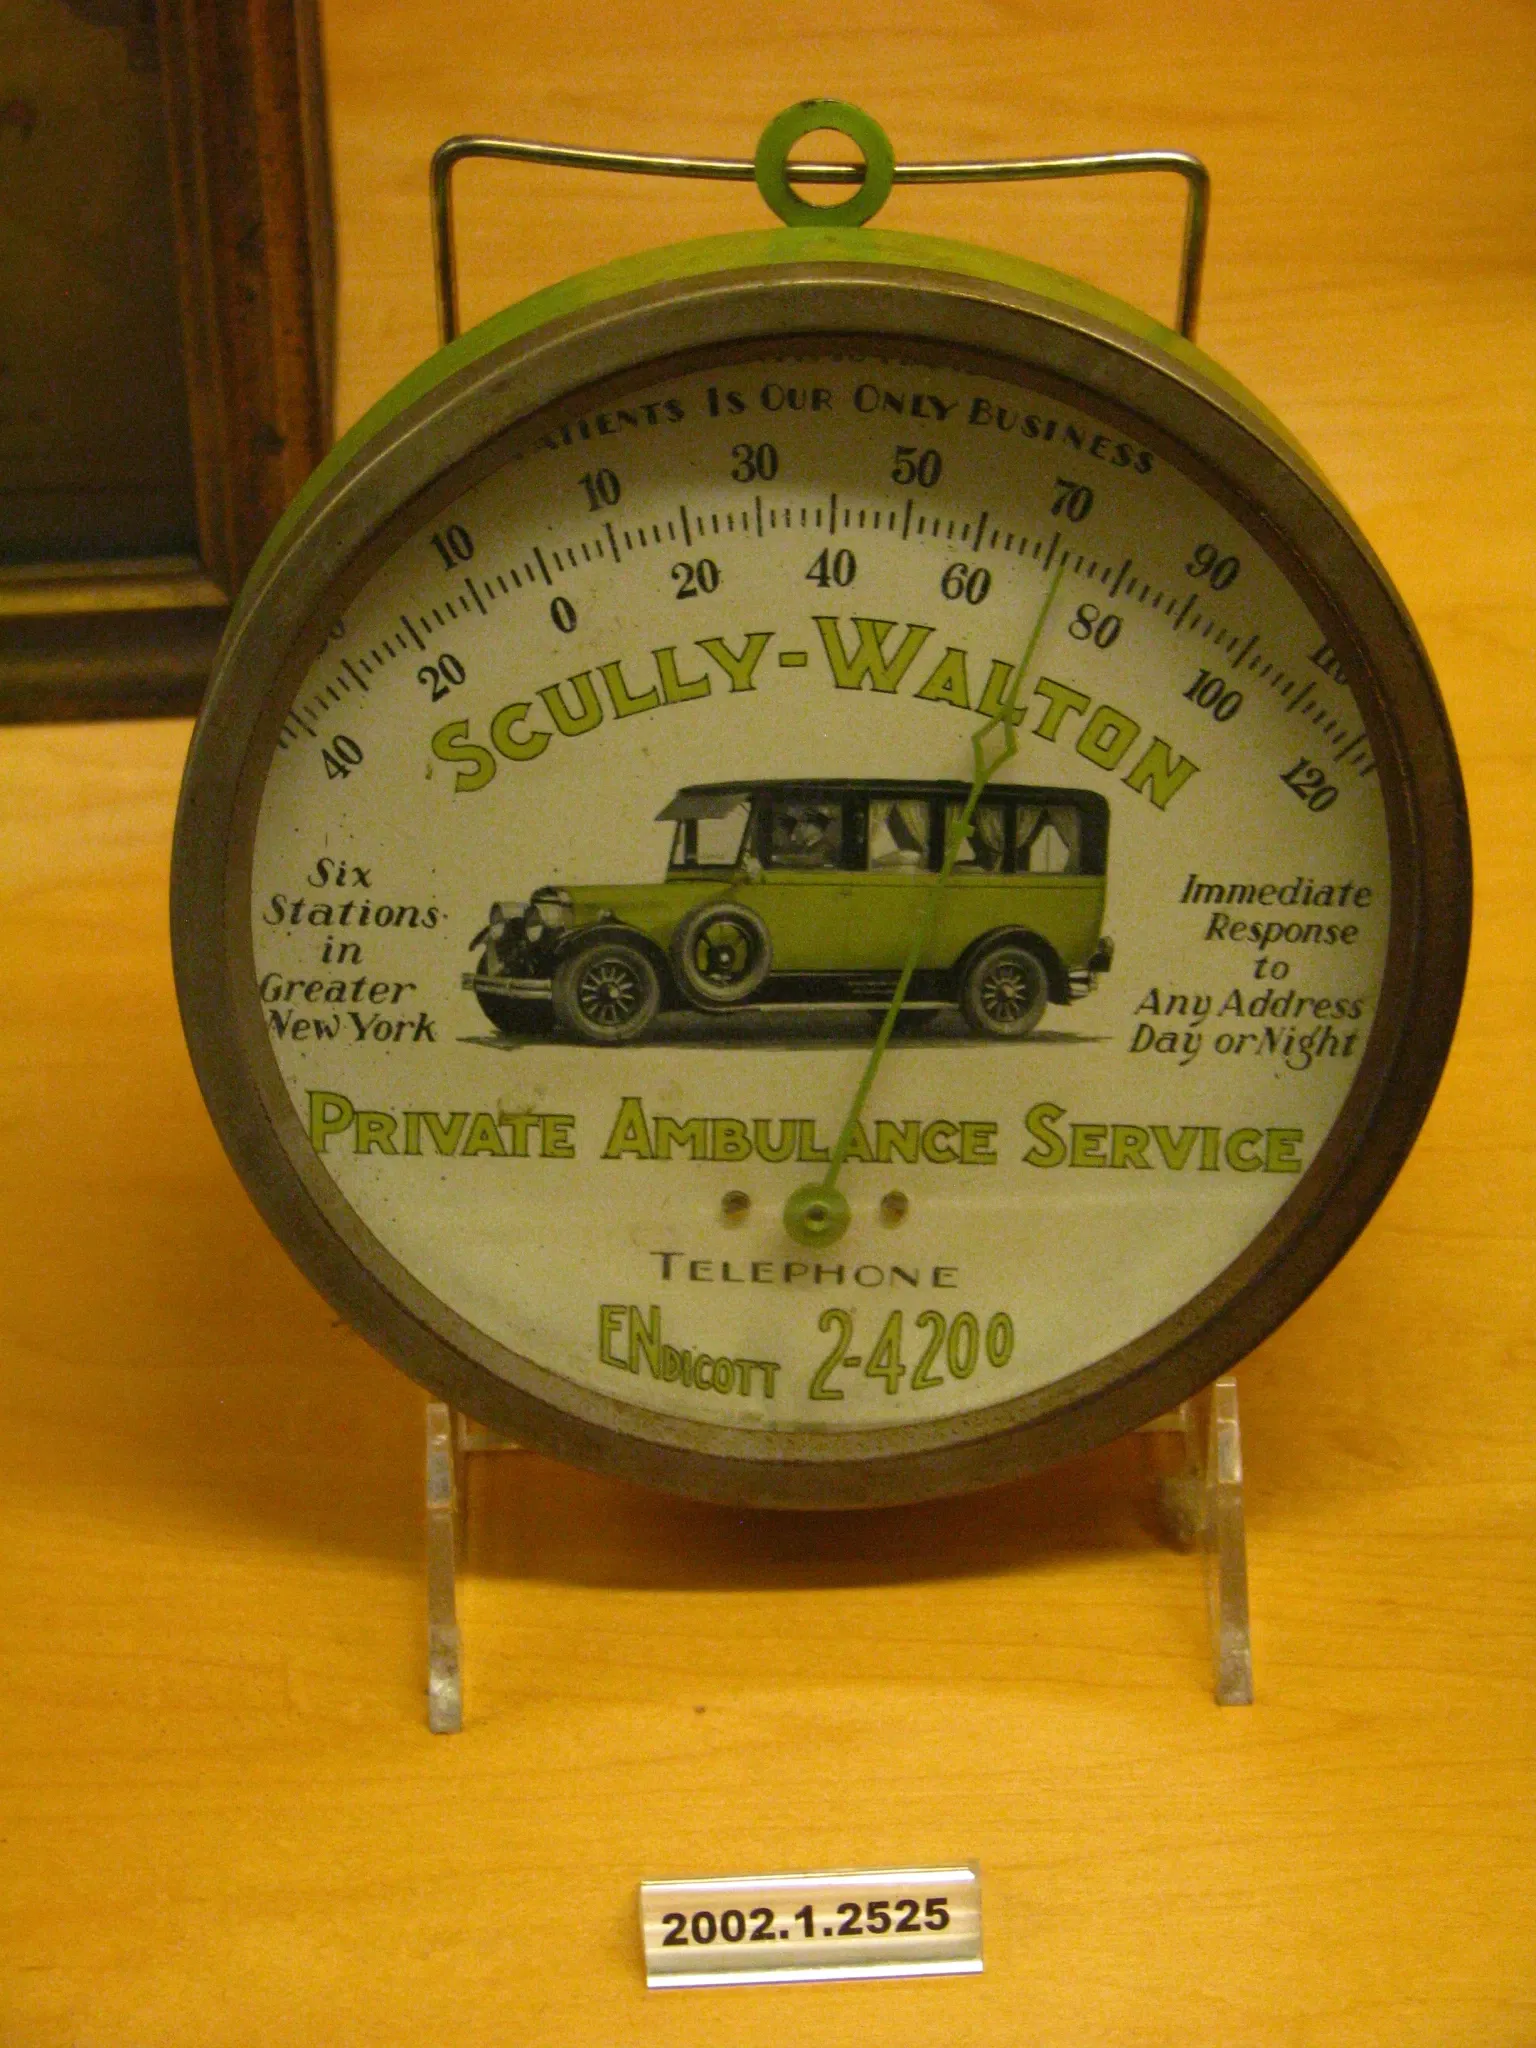 Is Our Only Business
10 10 30 50 70 90
20 0 20 40 60 80 100
40 120
Scully-Walton
Six
Stations
in
Greater
New York
Immediate
Response
to
Any Address
Day or Night
Private Ambulance Service
Telephone
ENdicott 2-4200
2002.1.2525